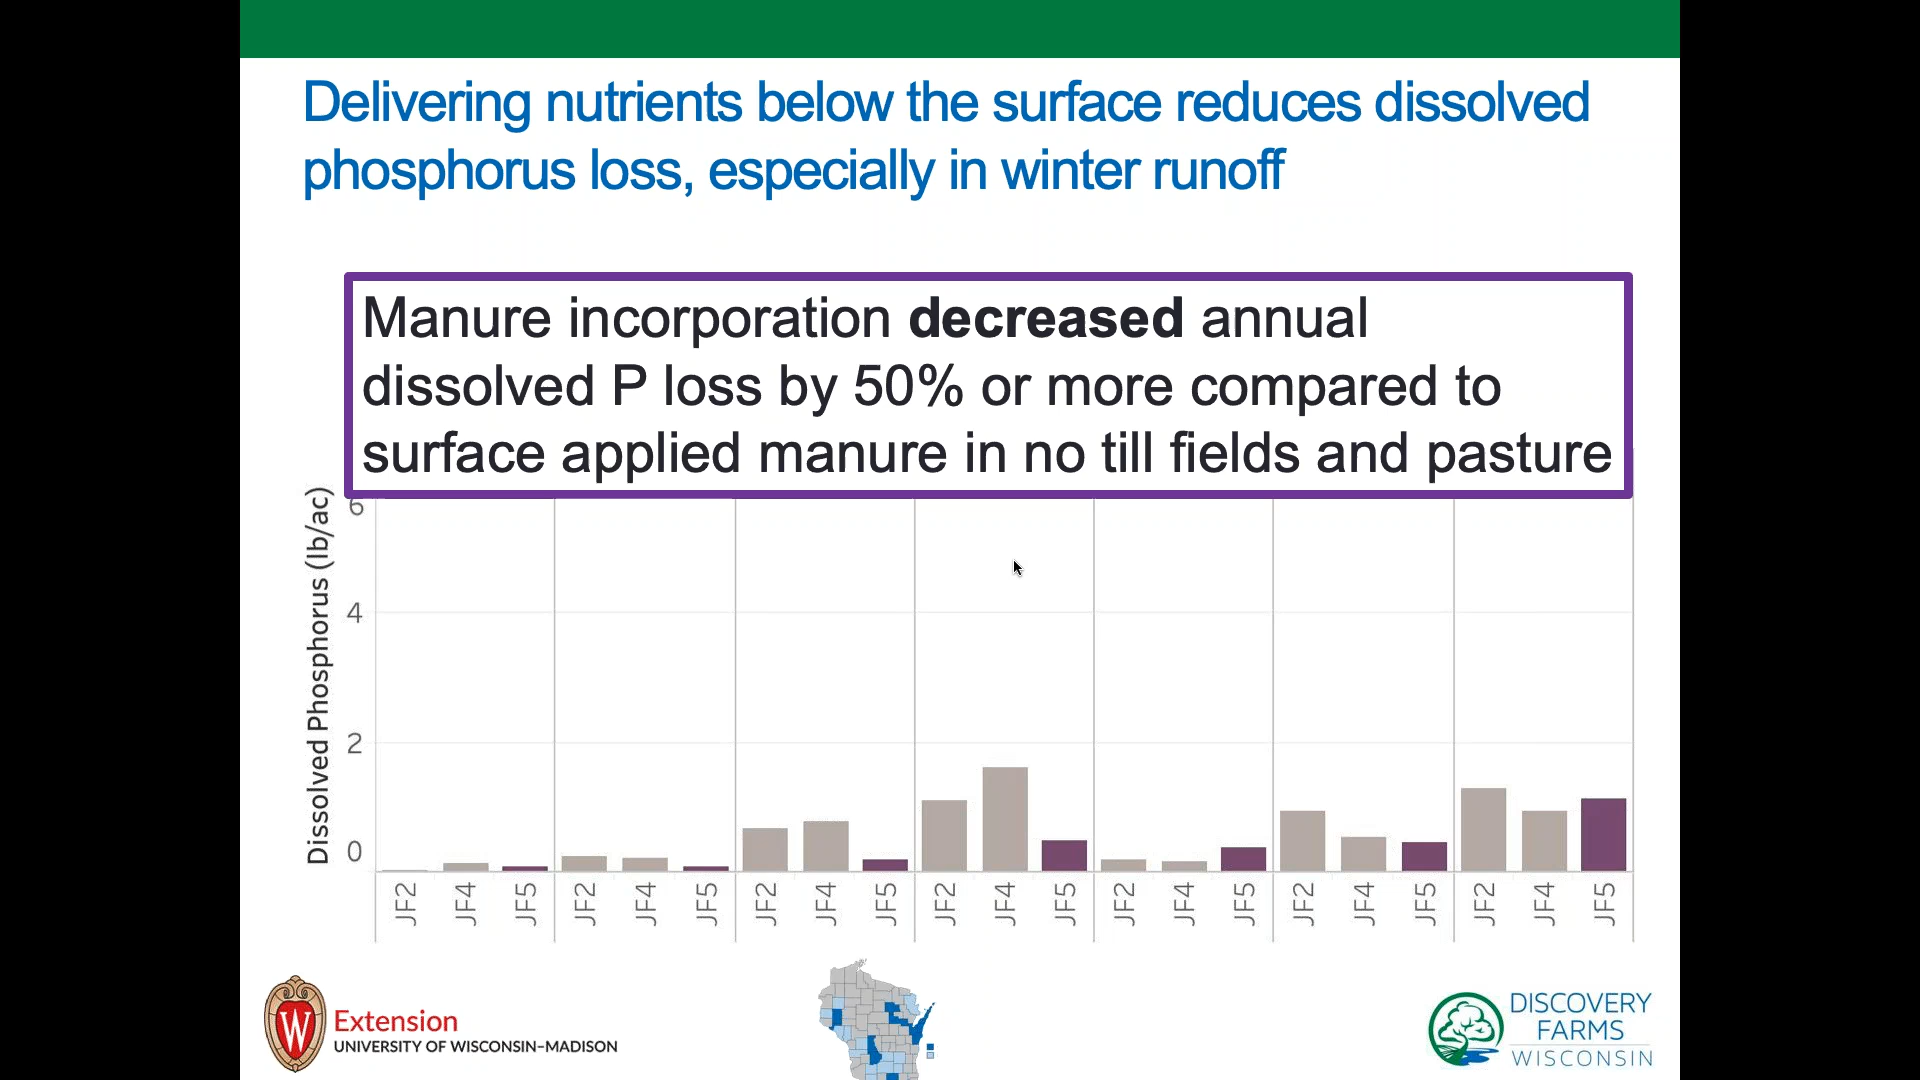 Delivering nutrients below the surface reduces dissolved
phosphorus loss, especially in winter runoff
Manure incorporation decreased annual
dissolved P loss by 50% or more compared to
surface applied manure in no till fields and pasture
Dissolved Phosphorus (lb/ac)
6
4
2
0
JF2 JF4 JF5 JF2 JF4 JF5 JF2 JF4 JF5 JF2 JF4 JF5 JF2 JF4 JF5 JF2 JF4 JF5 JF2 JF4 JF5
W
Extension
UNIVERSITY OF WISCONSIN–MADISON
DISCOVERY
FARMS
WISCONSIN